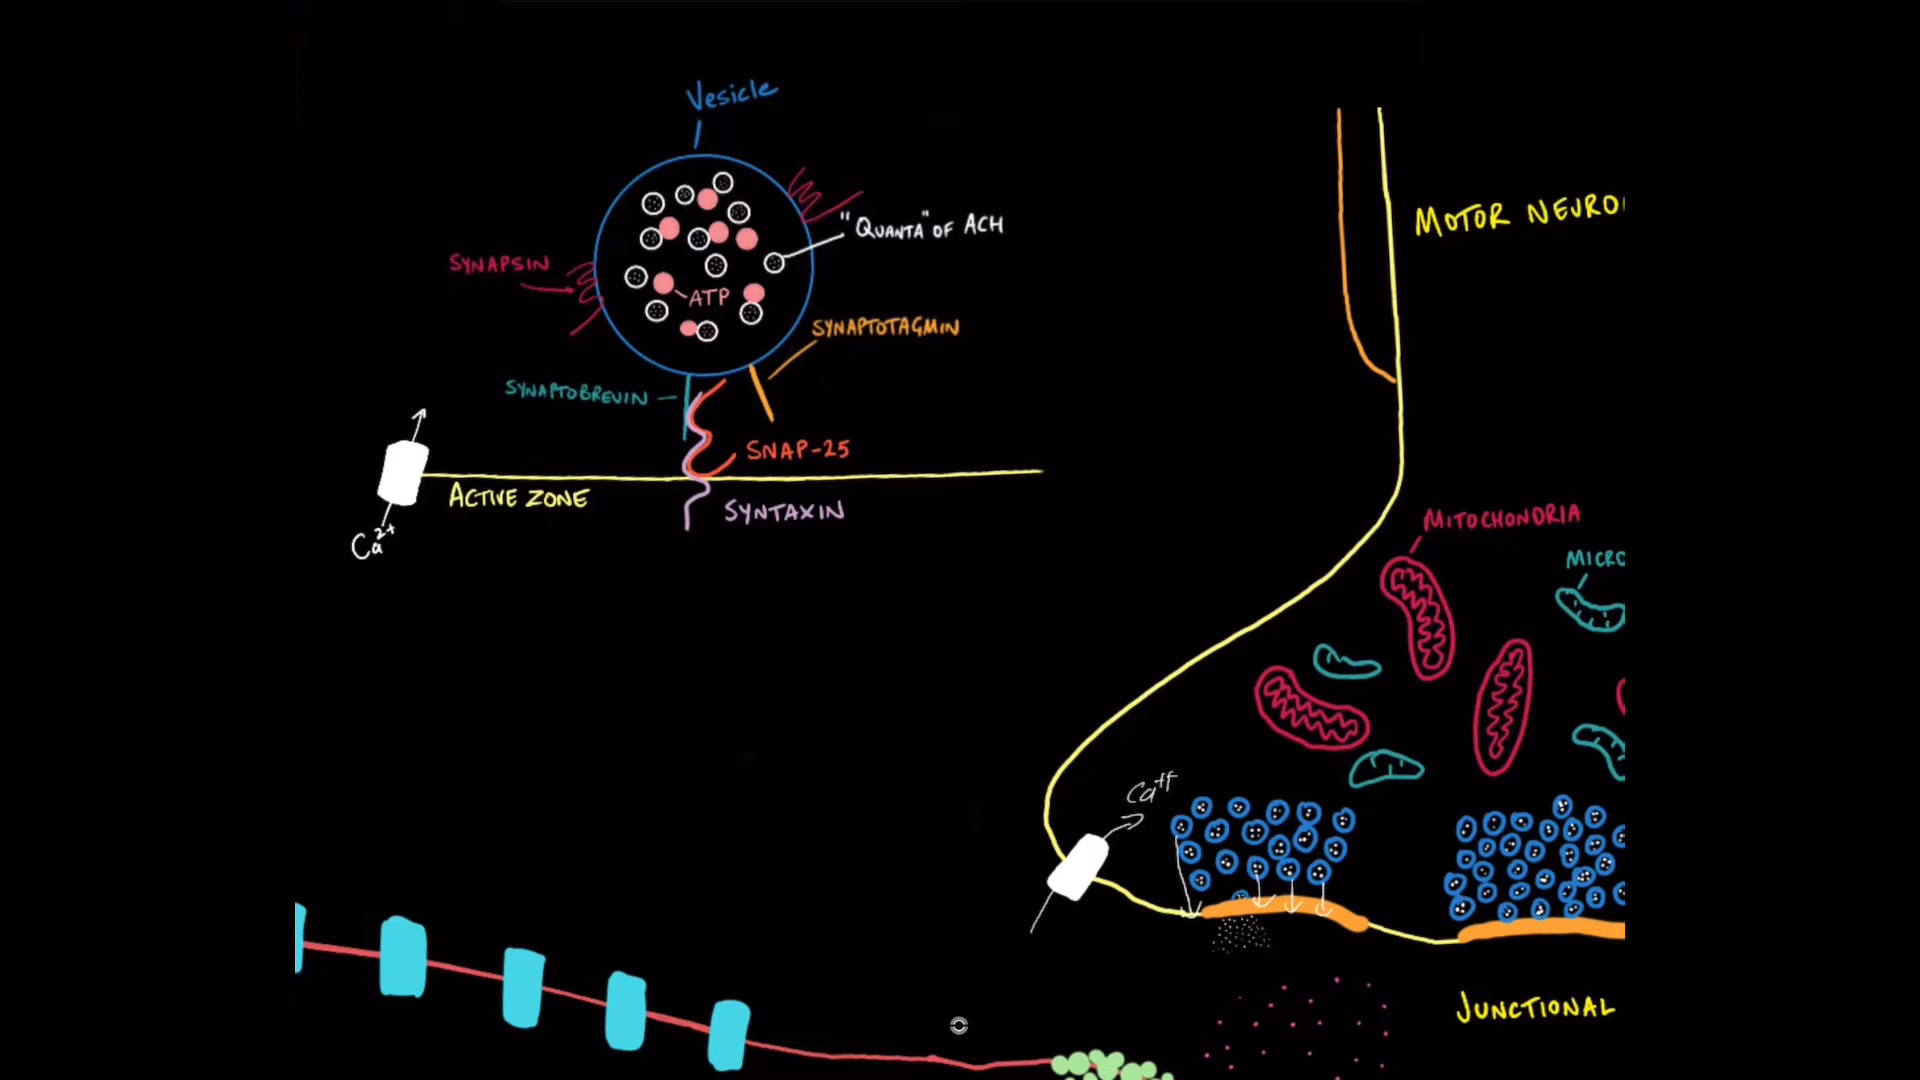 Vesicle
"QUANTA" OF ACH
SYNAPSIN
ATP
SYNAPTOTAGMIN
SYNAPTOBREVIN
SNAP-25
ACTIVE ZONE
SYNTAXIN
Ca2+
MOTOR NEURO
MITOCHONDRIA
MICRO
Ca++
JUNCTIONAL